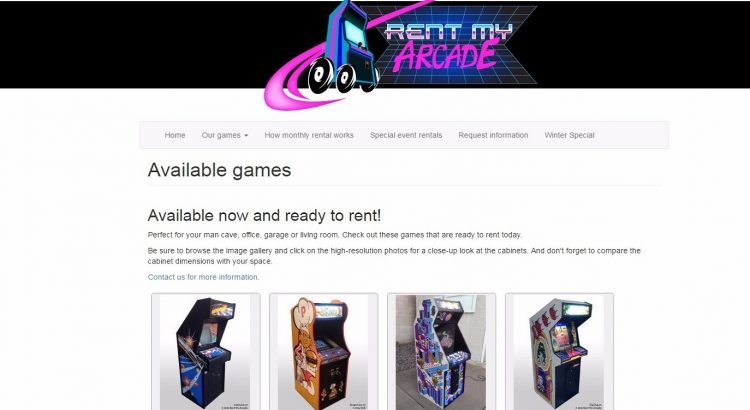 RENT MY
ARCADE
Home Our games How monthly rental works Special event rentals Request information Winter Special
Available games
Available now and ready to rent!
Perfect for your man cave, office, garage or living room. Check out these games that are ready to rent today.
Be sure to browse the image gallery and click on the high-resolution photos for a close-up look at the cabinets. And don't forget to compare the
cabinet dimensions with your space.
Contact us for more information.